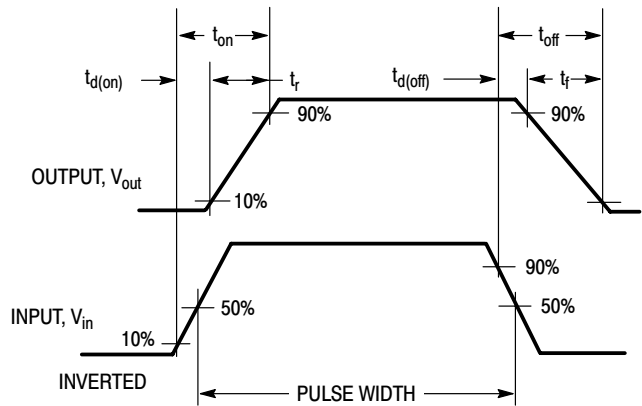 t_on
t_off
t_d(on)
t_r
t_d(off)
t_f
90%
90%
OUTPUT, V_out
10%
90%
50%
50%
INPUT, V_in
10%
INVERTED
PULSE WIDTH